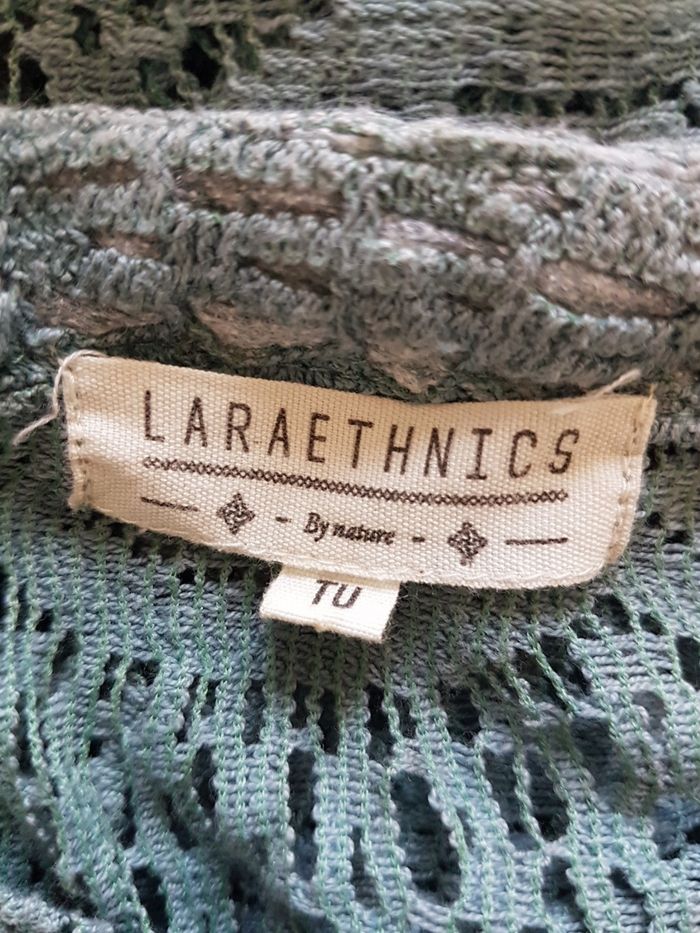 LARAETHNICS
- By nature -
TU